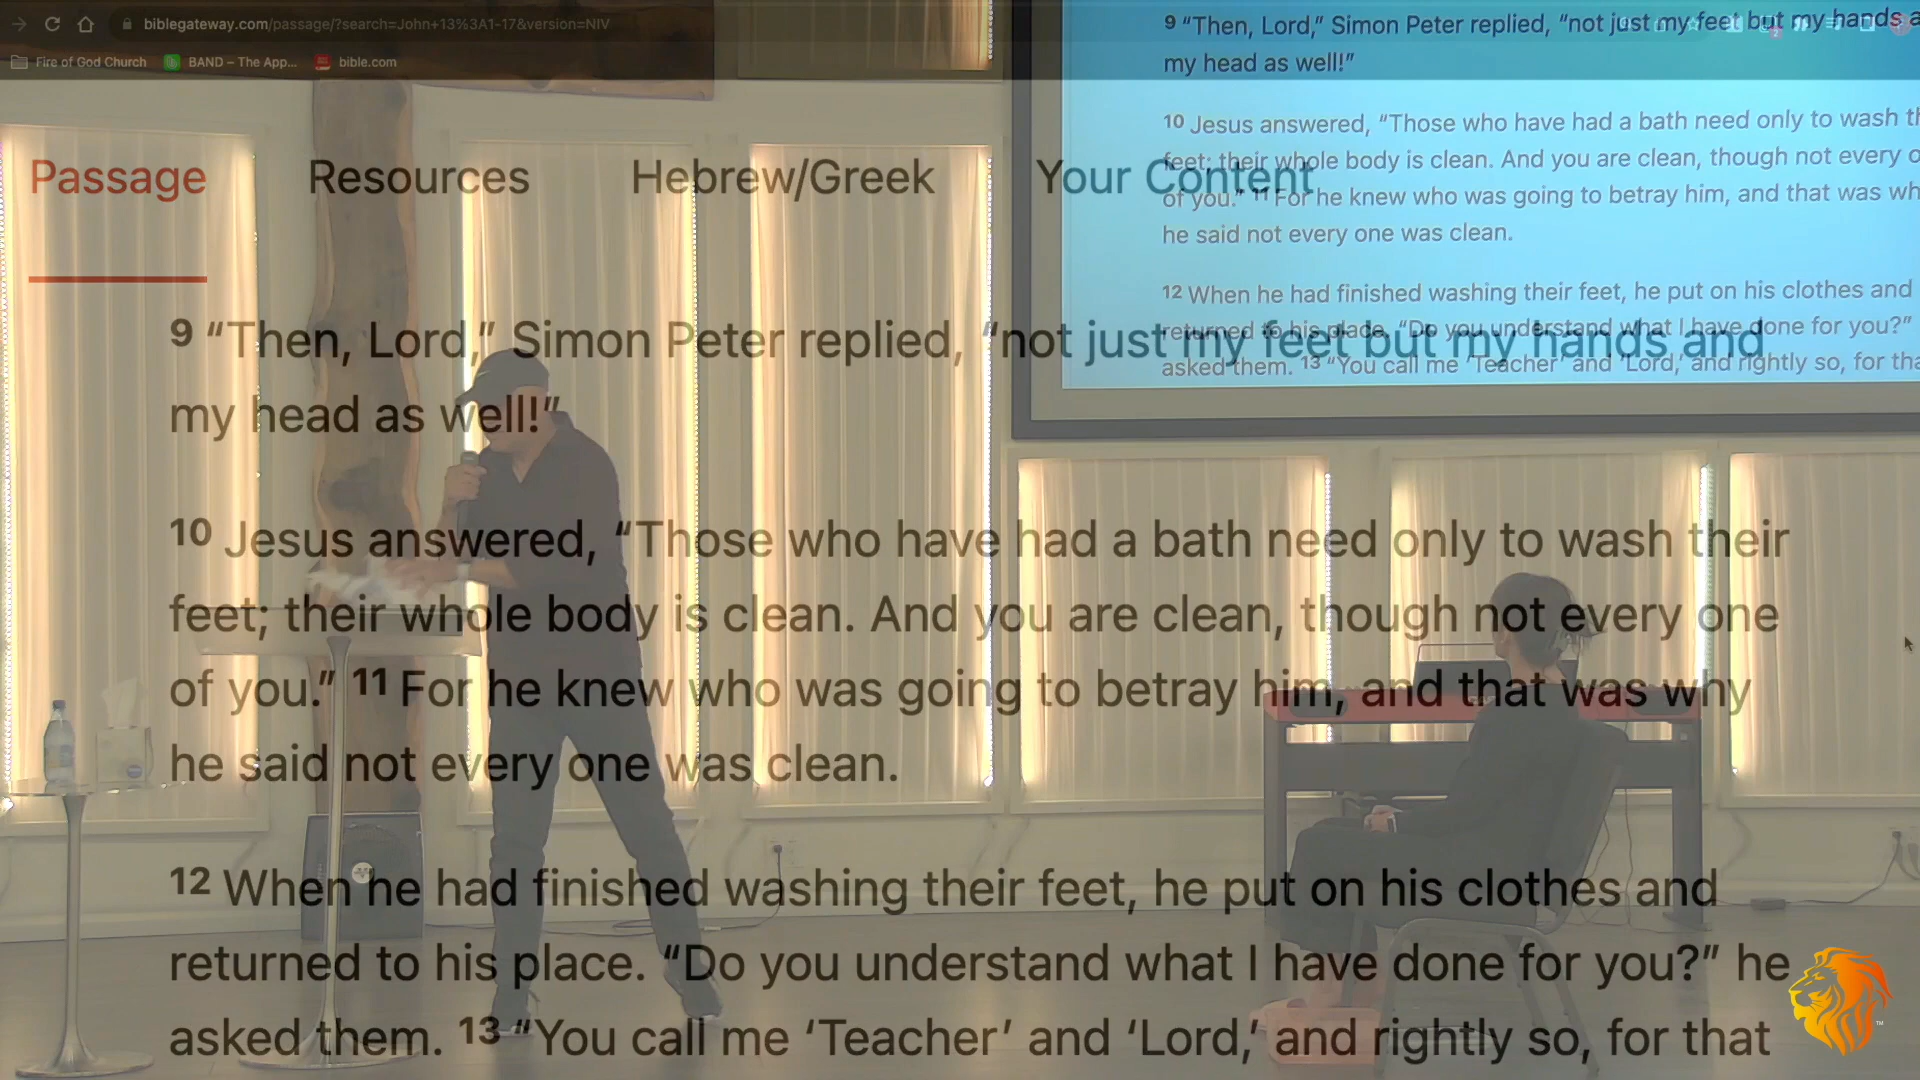 biblegateway.com/passage/?search=John+13%3A1-17&version=NIV
Fire of God Church
BAND – The App...
bible.com
Passage
Resources
Hebrew/Greek
Your Content
9 “Then, Lord,” Simon Peter replied, “not just my feet but my hands and
my head as well!”
10 Jesus answered, “Those who have had a bath need only to wash their
feet; their whole body is clean. And you are clean, though not every one
of you.” 11 For he knew who was going to betray him, and that was why
he said not every one was clean.
12 When he had finished washing their feet, he put on his clothes and
returned to his place. “Do you understand what I have done for you?” he
asked them. 13 “You call me ‘Teacher’ and ‘Lord,’ and rightly so, for that
9 “Then, Lord,” Simon Peter replied, “not just my feet but my hands
my head as well!”
10 Jesus answered, “Those who have had a bath need only to wash
feet; their whole body is clean. And you are clean, though not every
of you.” 11 For he knew who was going to betray him, and that was
he said not every one was clean.
12 When he had finished washing their feet, he put on his clothes and
returned to his place. “Do you understand what I have done for you?”
asked them. 13 “You call me ‘Teacher’ and ‘Lord,’ and rightly so, for
TM